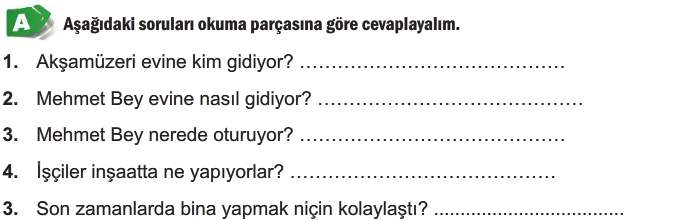 A Aşağıdaki soruları okuma parçasına göre cevaplayalım.
1. Akşamüzeri evine kim gidiyor? ……………………………………
2. Mehmet Bey evine nasıl gidiyor? ……………………………………
3. Mehmet Bey nerede oturuyor? ……………………………………
4. İşçiler inşaatta ne yapıyorlar? ……………………………………
3. Son zamanlarda bina yapmak niçin kolaylaştı? ................................